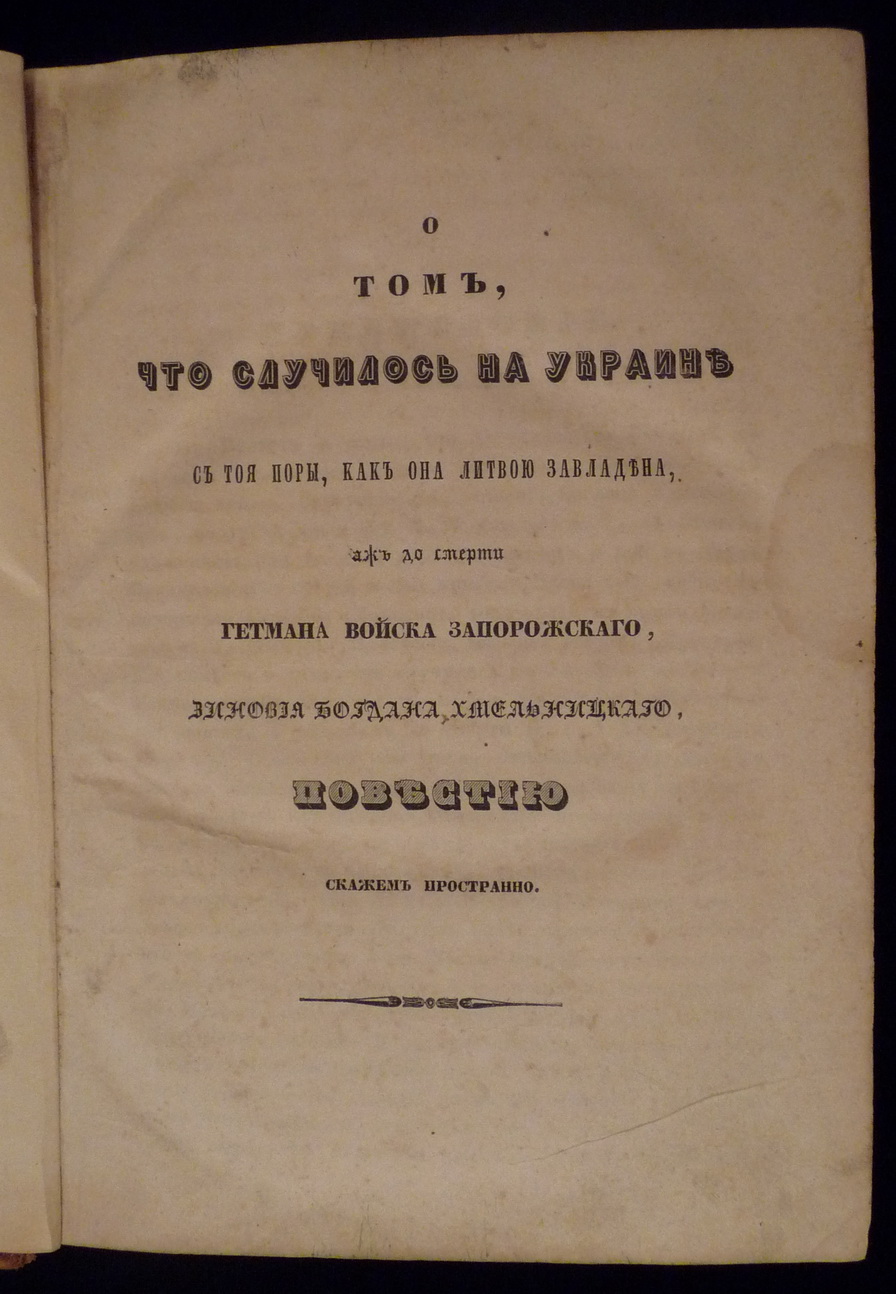 О
ТОМЪ,
ЧТО СЛУЧИЛОСЬ НА УКРАИНѢ
СЪ ТОЯ ПОРЫ, КАКЪ ОНА ЛИТВОЮ ЗАВЛАДѢНА,
ажъ до смерти
ГЕТМАНА ВОЙСКА ЗАПОРОЖСКАГО,
ЗИНОВІЯ БОГДАНА ХМЕЛЬНИЦКАГО,
ПОВѢСТІЮ
СКАЖЕМЪ ПРОСТРАННО.